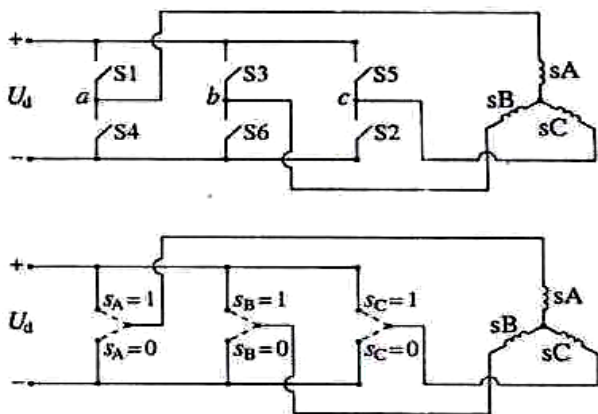 +
S1
S3
S5
sA
U_d
a
b
c
sB
S4
S6
S2
sC
−
+
s_A=1
s_B=1
s_C=1
sA
U_d
sB
s_A=0
s_B=0
s_C=0
sC
−